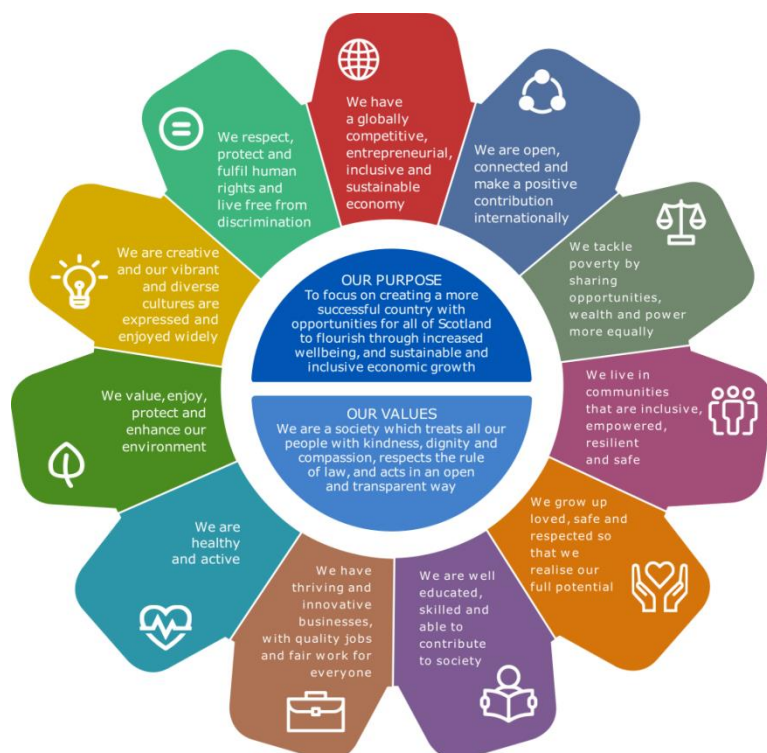 We have
a globally
competitive,
entrepreneurial,
inclusive and
sustainable
economy
We are open,
connected and
make a positive
contribution
internationally
We tackle
poverty by
sharing
opportunities,
wealth and power
more equally
We live in
communities
that are inclusive,
empowered,
resilient
and safe
We grow up
loved, safe and
respected so
that we
realise our
full potential
We are well
educated,
skilled and
able to
contribute
to society
We have
thriving and
innovative
businesses,
with quality jobs
and fair work for
everyone
We are
healthy
and active
We value, enjoy,
protect and
enhance our
environment
We are creative
and our vibrant
and diverse
cultures are
expressed and
enjoyed widely
We respect,
protect and
fulfil human
rights and
live free from
discrimination
OUR PURPOSE
To focus on creating a more
successful country with
opportunities for all of Scotland
to flourish through increased
wellbeing, and sustainable and
inclusive economic growth
OUR VALUES
We are a society which treats all our
people with kindness, dignity and
compassion, respects the rule
of law, and acts in an open
and transparent way